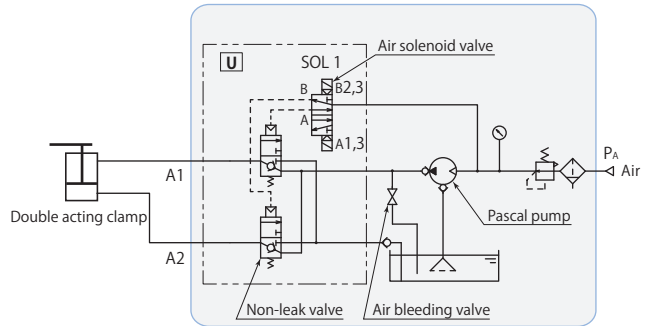 Air solenoid valve
U
SOL 1
B
B2,3
A
A1,3
PA
Air
A1
Pascal pump
Double acting clamp
A2
Non-leak valve
Air bleeding valve